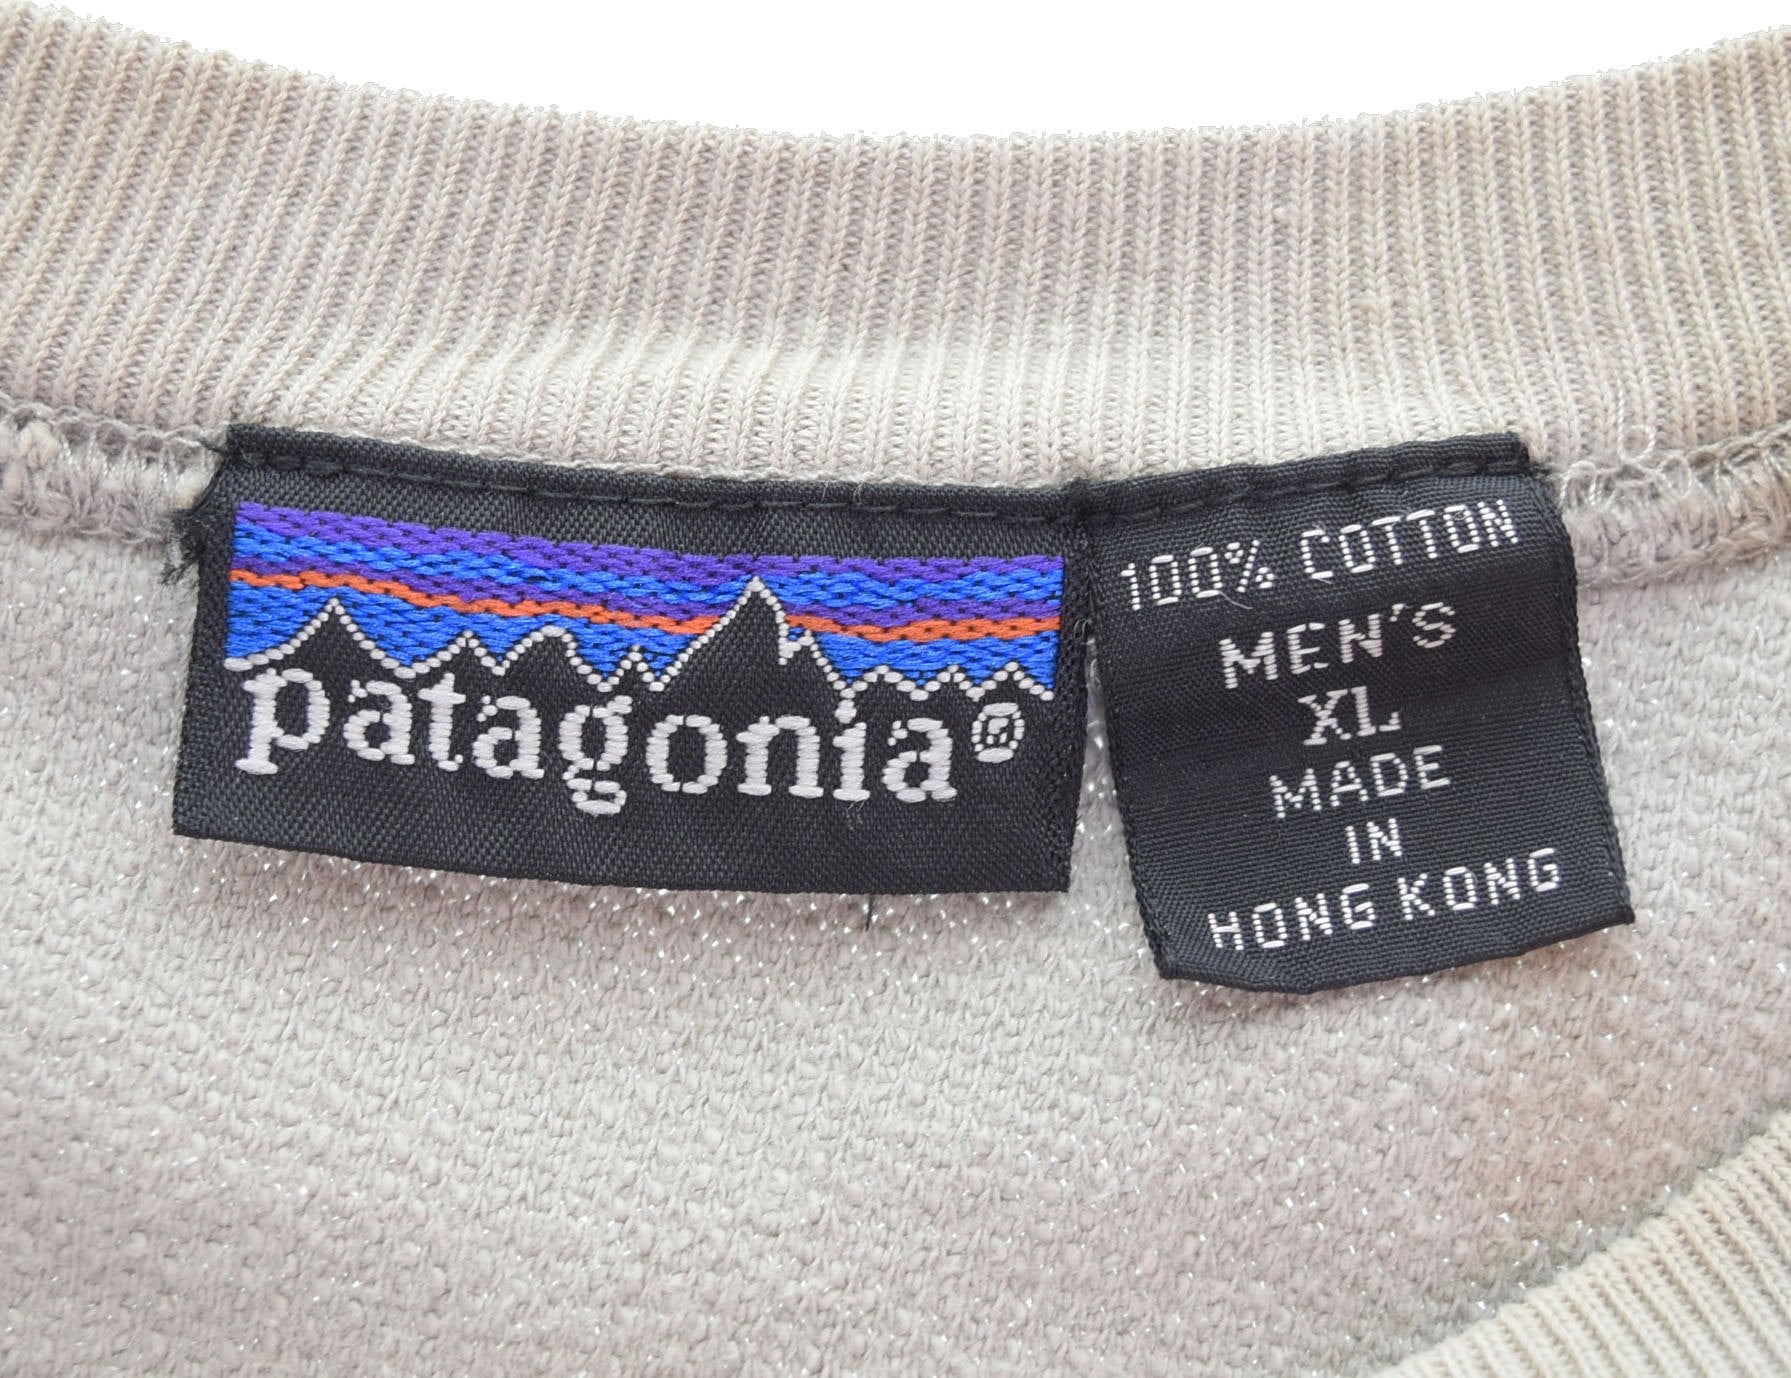 patagonia®
100% COTTON
MEN'S
XL
MADE
IN
HONG KONG